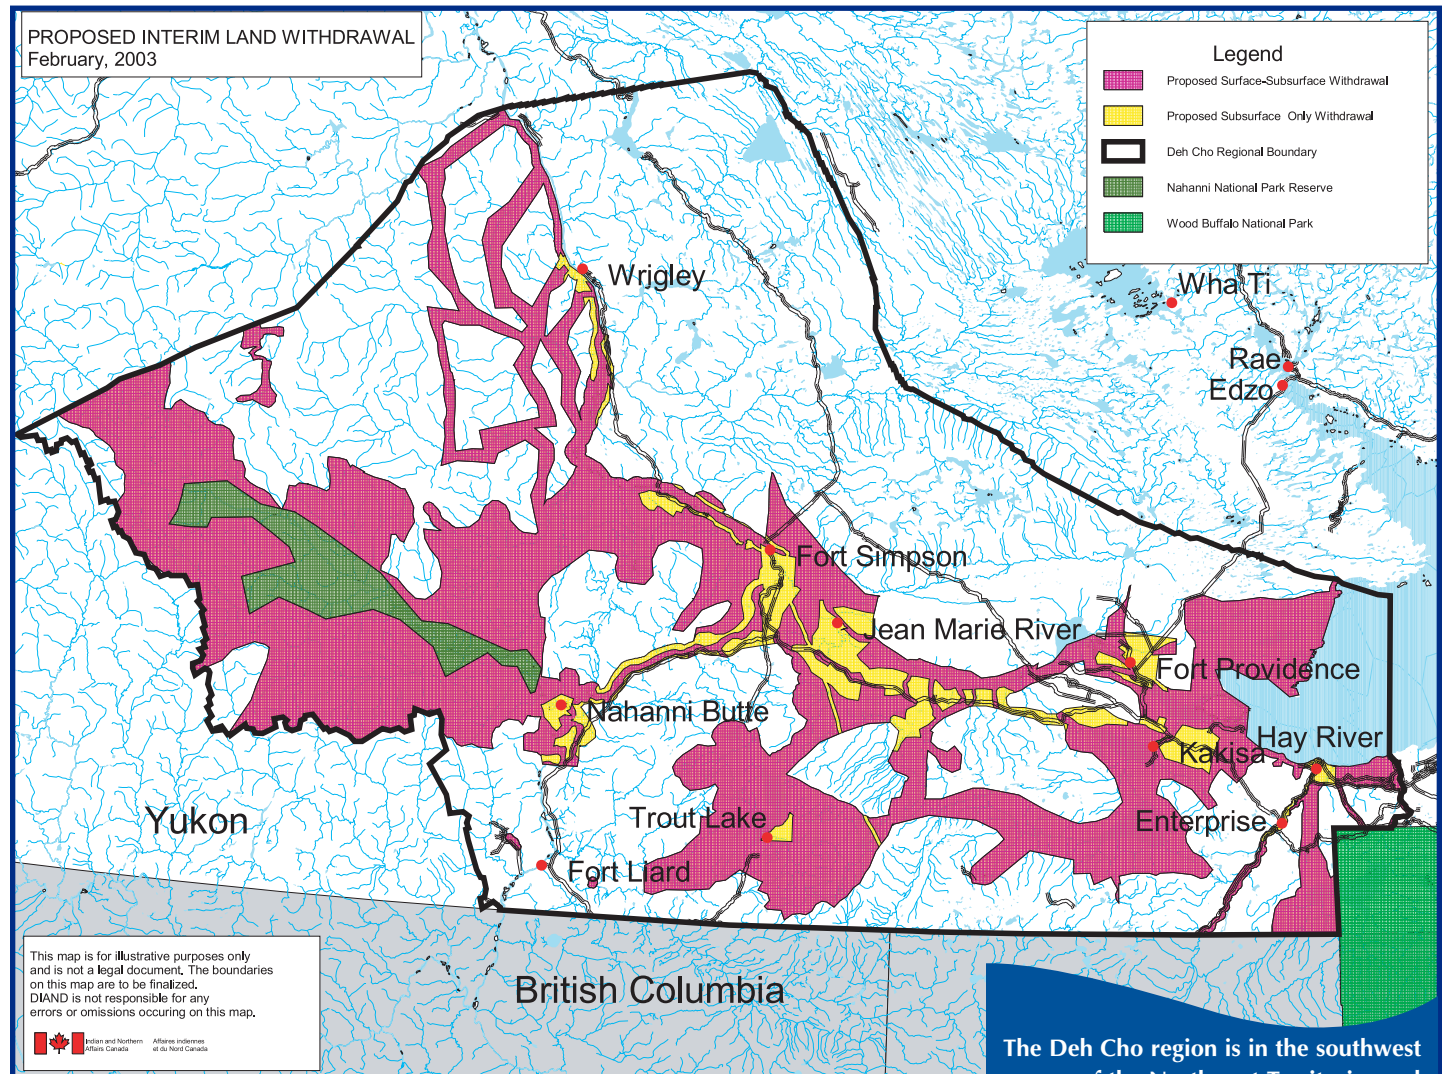 PROPOSED INTERIM LAND WITHDRAWAL
February, 2003
Legend
Proposed Surface-Subsurface Withdrawal
Proposed Subsurface Only Withdrawal
Deh Cho Regional Boundary
Nahanni National Park Reserve
Wood Buffalo National Park
Wrigley
Wha Ti
Rae
Edzo
Fort Simpson
Jean Marie River
Fort Providence
Nahanni Butte
Hay River
Kakisa
Trout Lake
Enterprise
Yukon
Fort Liard
British Columbia
This map is for illustrative purposes only
and is not a legal document. The boundaries
on this map are to be finalized.
DIAND is not responsible for any
errors or omissions occuring on this map.
Indian and Northern Affaires indiennes
Affairs Canada et du Nord Canada
The Deh Cho region is in the southwest
of the Northwest Territories and